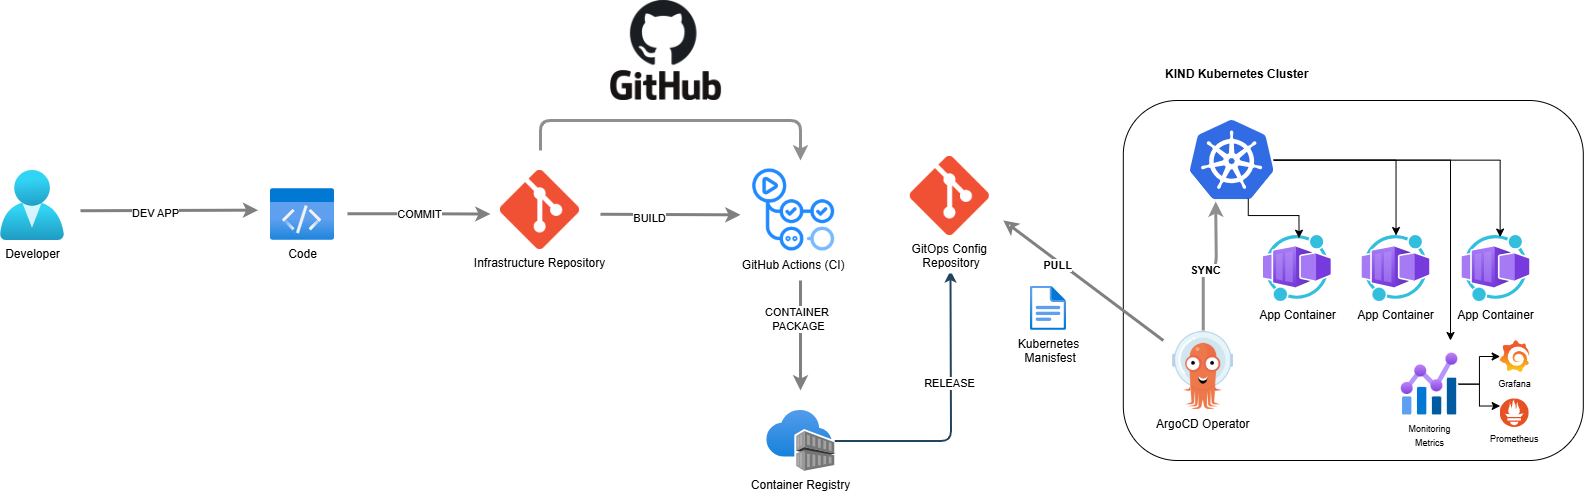 GitHub
KIND Kubernetes Cluster
DEV APP
COMMIT
BUILD
Developer
Code
Infrastructure Repository
GitHub Actions (CI)
GitOps Config
Repository
PULL
SYNC
CONTAINER
PACKAGE
Kubernetes
Manisfest
App Container
App Container
App Container
RELEASE
Grafana
ArgoCD Operator
Monitoring
Metrics
Prometheus
Container Registry